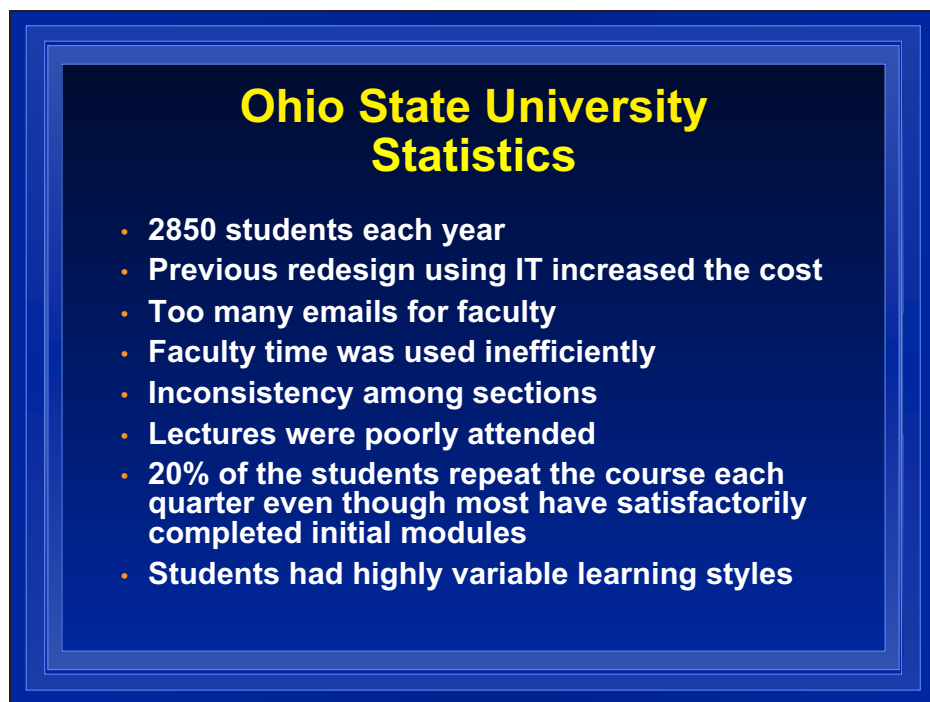 Ohio State University
Statistics
• 2850 students each year
• Previous redesign using IT increased the cost
• Too many emails for faculty
• Faculty time was used inefficiently
• Inconsistency among sections
• Lectures were poorly attended
• 20% of the students repeat the course each
quarter even though most have satisfactorily
completed initial modules
• Students had highly variable learning styles